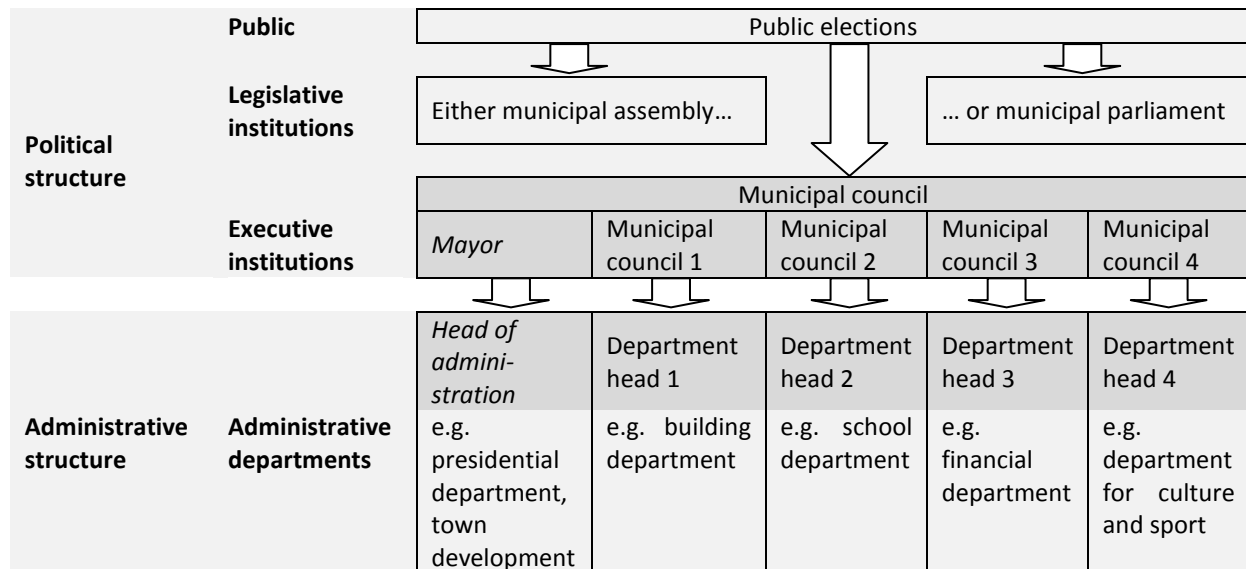 Public
Public elections
Legislative
institutions
Either municipal assembly…
… or municipal parliament
Political
structure
Municipal council
Executive
institutions
Mayor
Municipal
council 1
Municipal
council 2
Municipal
council 3
Municipal
council 4
Administrative
structure
Administrative
departments
Head of
admini-
stration
Department
head 1
Department
head 2
Department
head 3
Department
head 4
e.g.
presidential
department,
town
development
e.g. building
department
e.g. school
department
e.g.
financial
department
e.g.
department
for culture
and sport